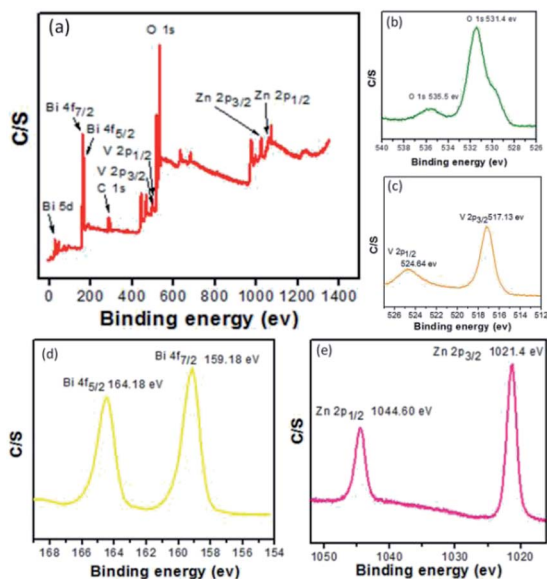 (a)
O 1s
Zn 2p3/2
Zn 2p1/2
Bi 4f7/2
Bi 4f5/2
V 2p1/2
V 2p3/2
C 1s
Bi 5d
C/S
0 200 400 600 800 1000 1200 1400
Binding energy (ev)
(b)
O 1s 531.4 ev
O 1s 535.5 ev
C/S
540 538 536 534 532 530 528 526
Binding energy (ev)
(c)
V 2p3/2 517.13 ev
V 2p1/2
524.64 ev
C/S
526 524 522 520 518 516 514 512
Binding energy (ev)
(d)
Bi 4f7/2 159.18 eV
Bi 4f5/2 164.18 eV
C/S
168 166 164 162 160 158 156 154
Binding energy (ev)
(e)
Zn 2p3/2 1021.4 eV
Zn 2p1/2 1044.60 eV
C/S
1050 1040 1030 1020
Binding energy (ev)